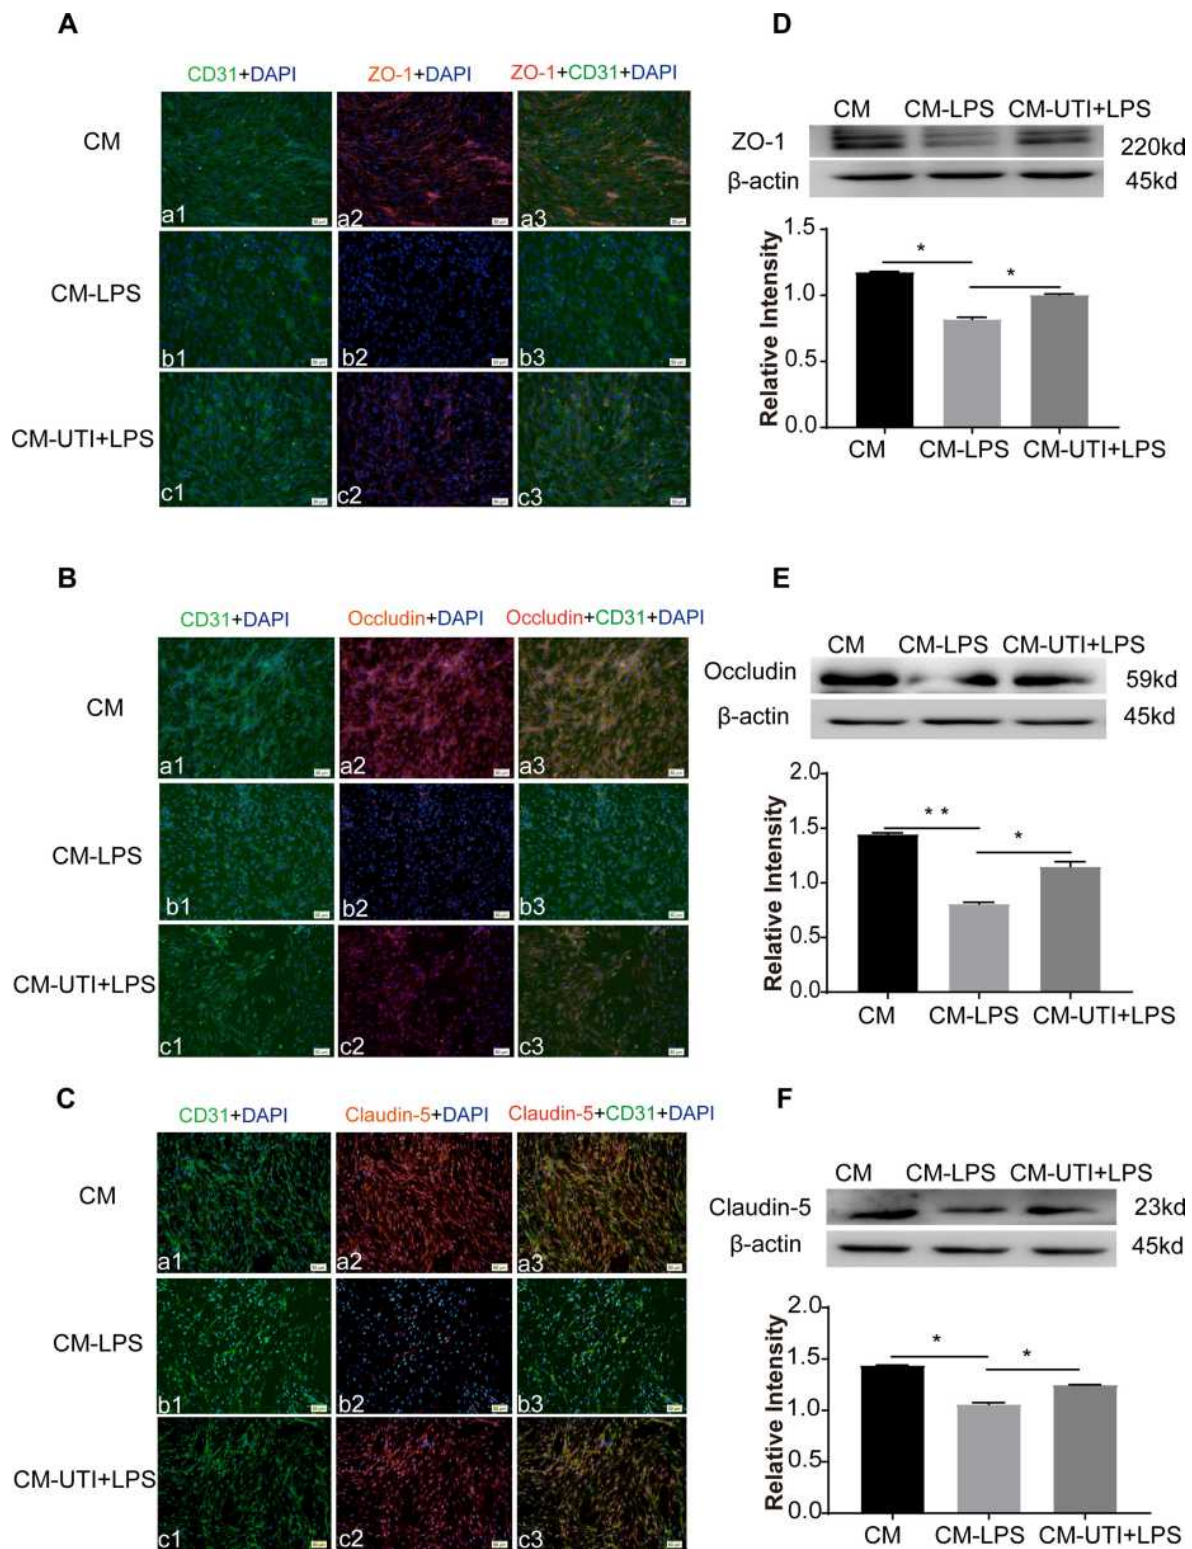 A
CD31+DAPI ZO-1+DAPI ZO-1+CD31+DAPI
CM
a1 a2 a3
CM-LPS
b1 b2 b3
CM-UTI+LPS
c1 c2 c3
D
CM CM-LPS CM-UTI+LPS
ZO-1 220kd
β-actin 45kd
Relative Intensity
1.5
1.0
0.5
0.0
* *
CM CM-LPS CM-UTI+LPS
B
CD31+DAPI Occludin+DAPI Occludin+CD31+DAPI
CM
a1 a2 a3
CM-LPS
b1 b2 b3
CM-UTI+LPS
c1 c2 c3
E
CM CM-LPS CM-UTI+LPS
Occludin 59kd
β-actin 45kd
Relative Intensity
2.0
1.5
1.0
0.5
0.0
* * *
CM CM-LPS CM-UTI+LPS
C
CD31+DAPI Claudin-5+DAPI Claudin-5+CD31+DAPI
CM
a1 a2 a3
CM-LPS
b1 b2 b3
CM-UTI+LPS
c1 c2 c3
F
CM CM-LPS CM-UTI+LPS
Claudin-5 23kd
β-actin 45kd
Relative Intensity
2.0
1.5
1.0
0.5
0.0
* *
CM CM-LPS CM-UTI+LPS